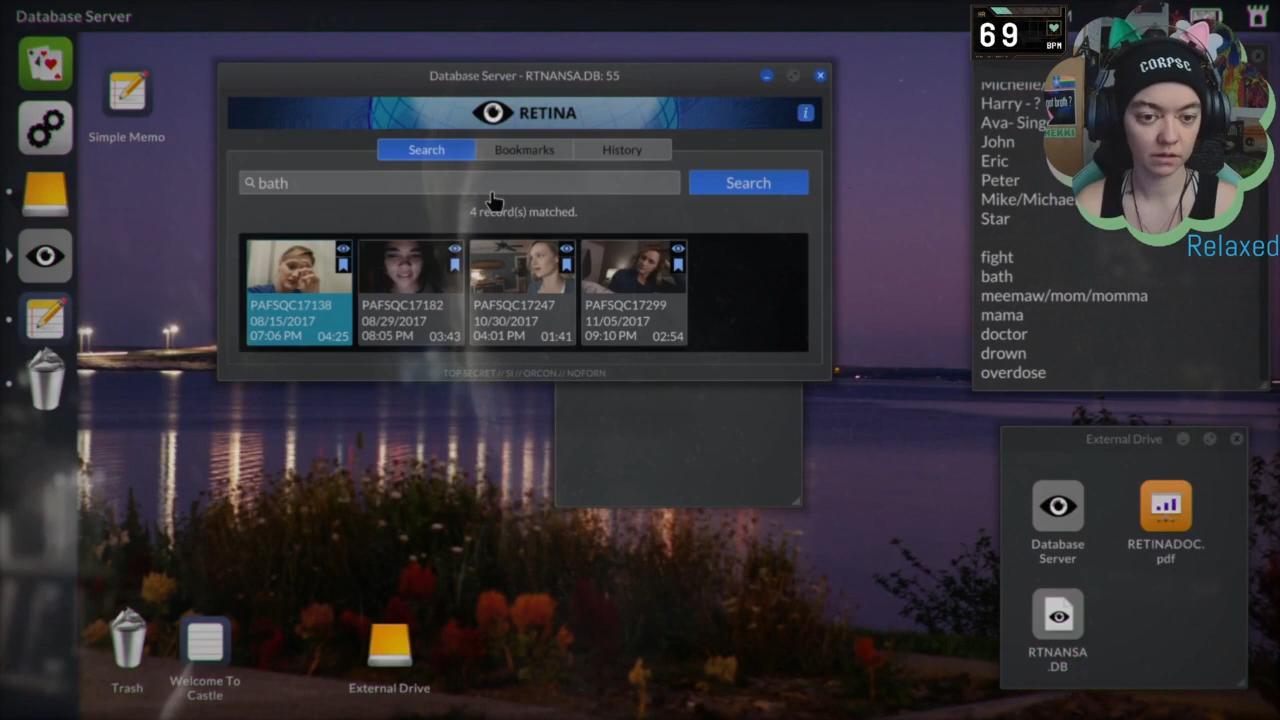 Database Server
Simple Memo
Database Server - RTNANSA.DB: 55
RETINA
i
Search
Bookmarks
History
bath
Search
4 record(s) matched.
PAFSQC17138
08/15/2017
07:06 PM 04:25
PAFSQC17182
08/29/2017
08:05 PM 03:43
PAFSQC17247
10/30/2017
04:01 PM 01:41
PAFSQC17299
11/05/2017
09:10 PM 02:54
TOP SECRET // SI // ORCON // NOFORN
HR
69
BPM
CORPSE
got broth ?
HEKKI
Relaxed
Michelle/
Harry - ?
Ava- Sing
John
Eric
Peter
Mike/Michae
Star
fight
bath
meemaw/mom/momma
mama
doctor
drown
overdose
External Drive
Database
Server
RETINADOC.
pdf
RTNANSA
.DB
Trash
Welcome To
Castle
External Drive